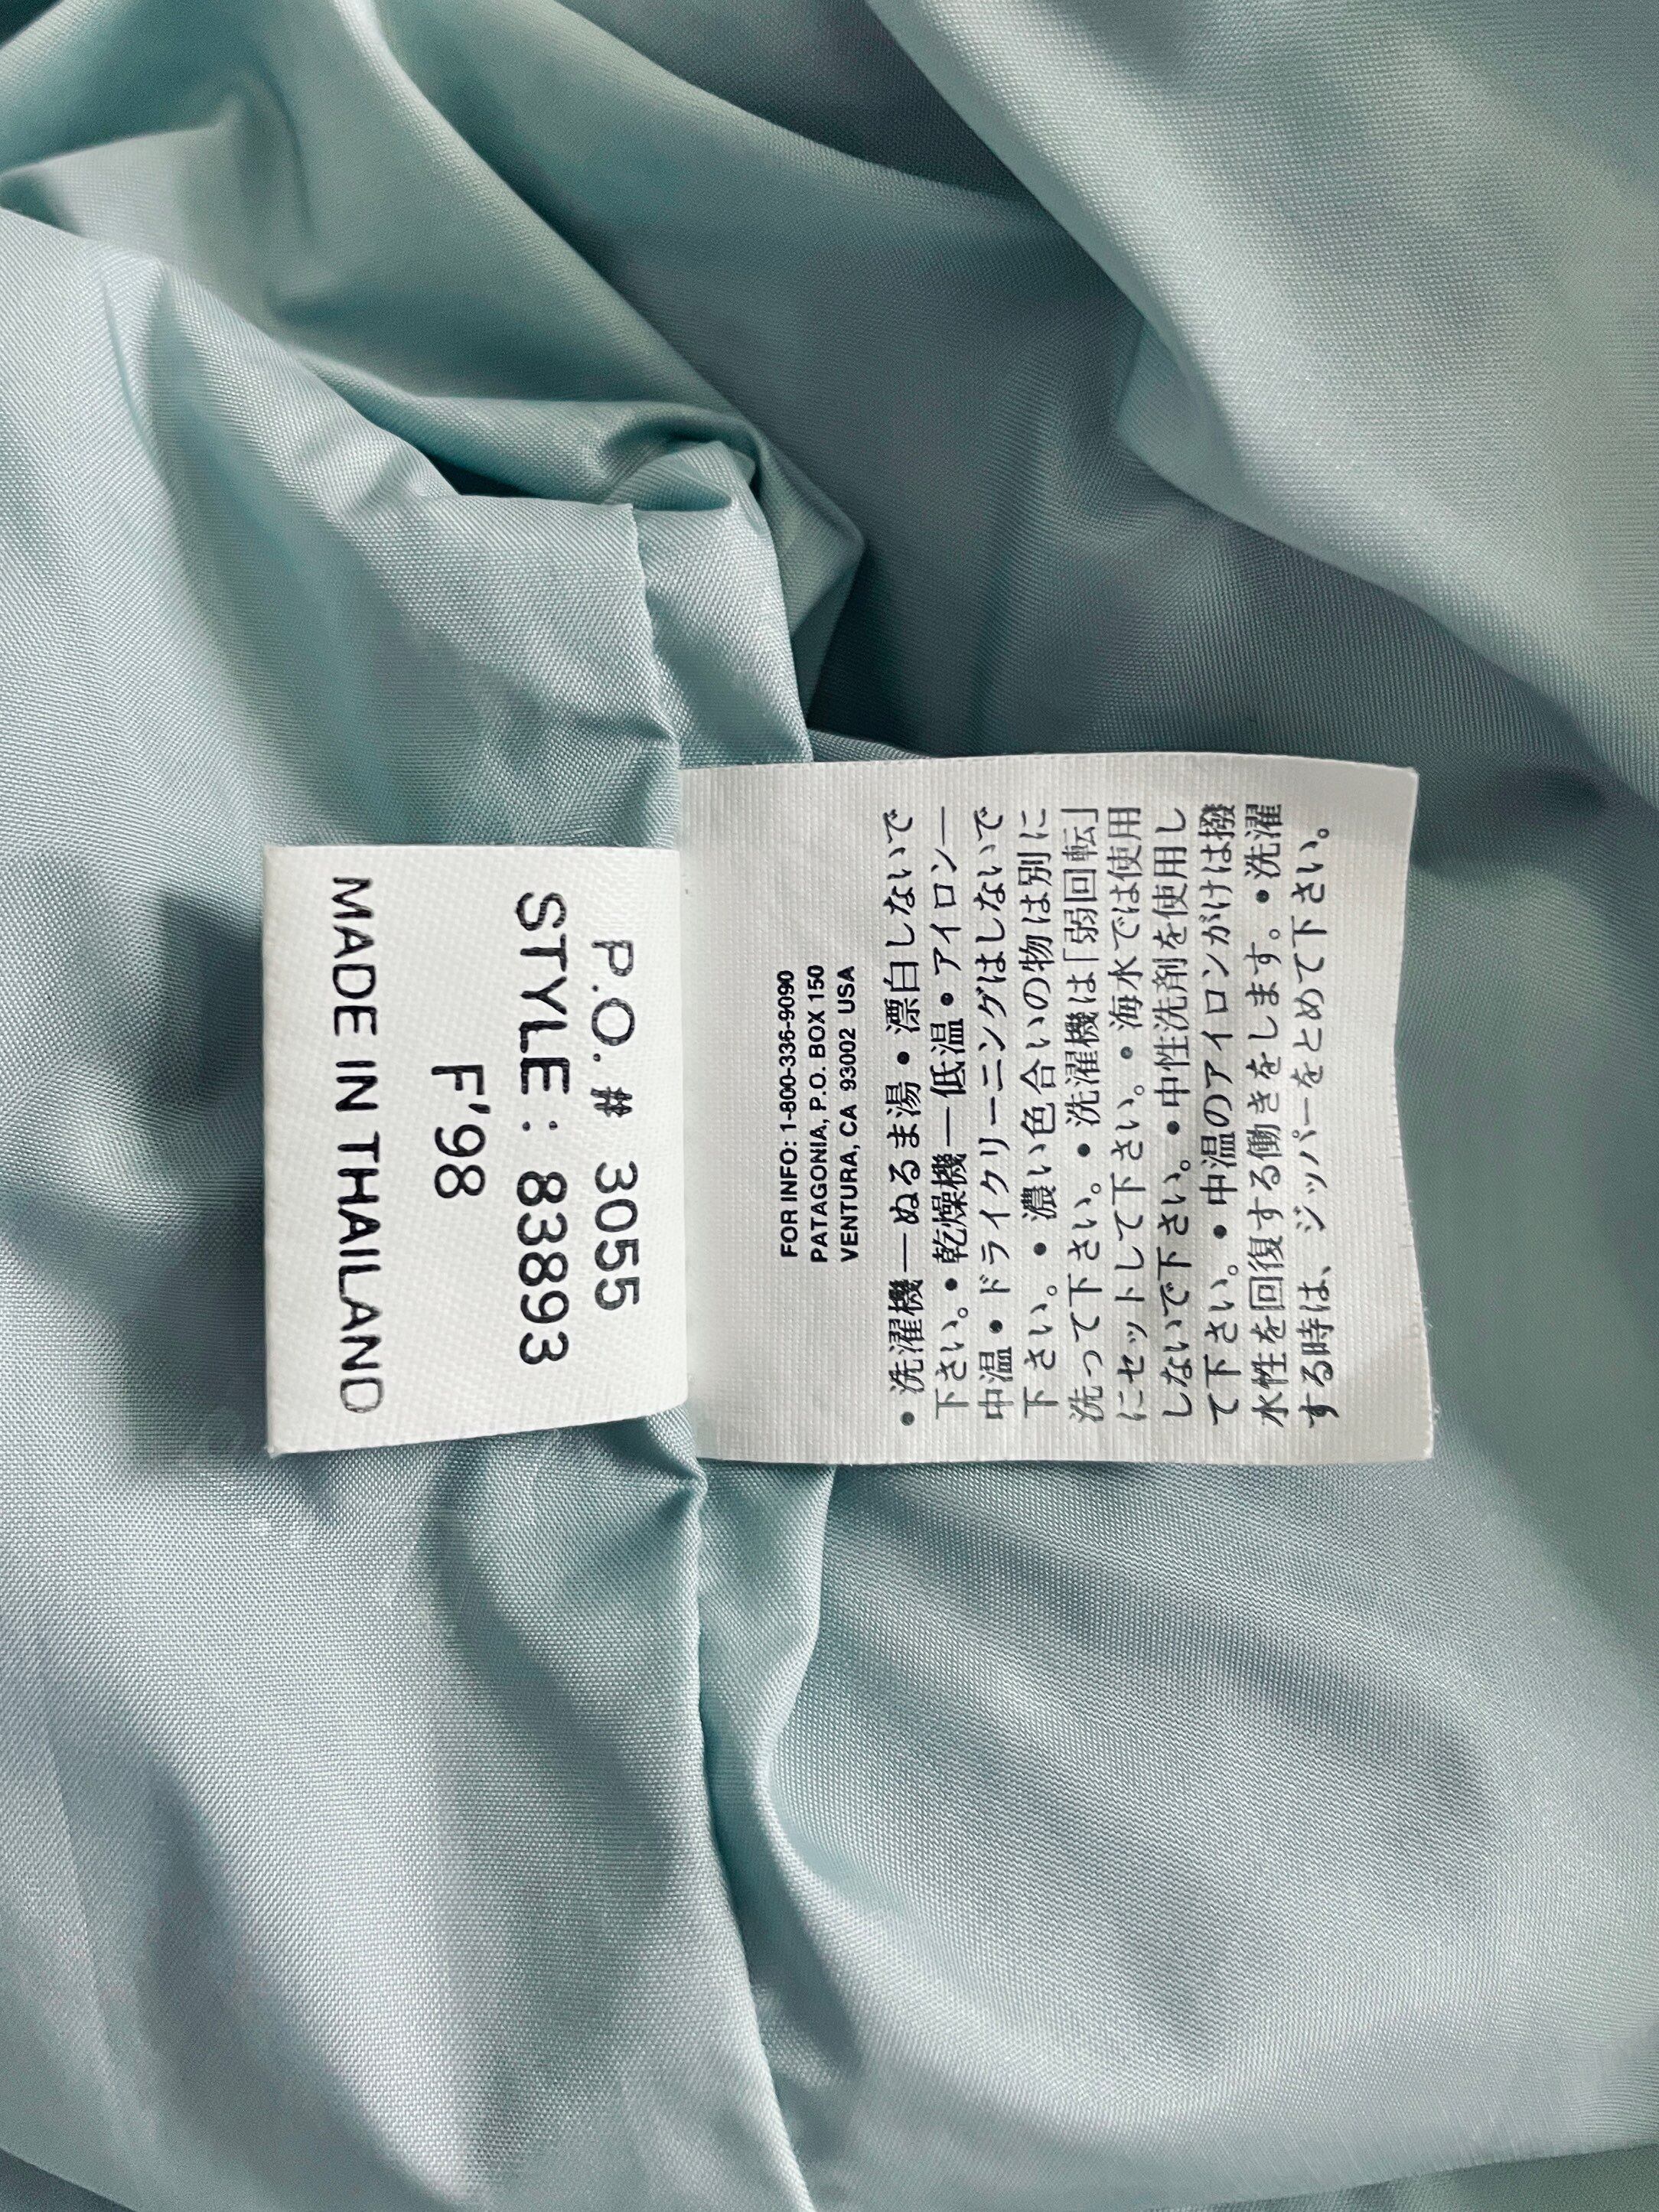 P.O. # 3055
STYLE : 83893
F'98
MADE IN THAILAND
FOR INFO: 1-800-336-9090
PATAGONIA, P.O. BOX 150
VENTURA, CA 93002 USA
•洗濯機—ぬるま湯•漂白しないで
下さい。•乾燥機—低温•アイロン—
中温•ドライクリーニングはしないで
下さい。•濃い色合いの物は別に
洗って下さい。•洗濯機は「弱回転」
にセットして下さい。•海水では使用
しないで下さい。•中性洗剤を使用し
て下さい。•中温のアイロンがけは撥
水性を回復する働きをします。•洗濯
する時は、ジッパーをとめて下さい。